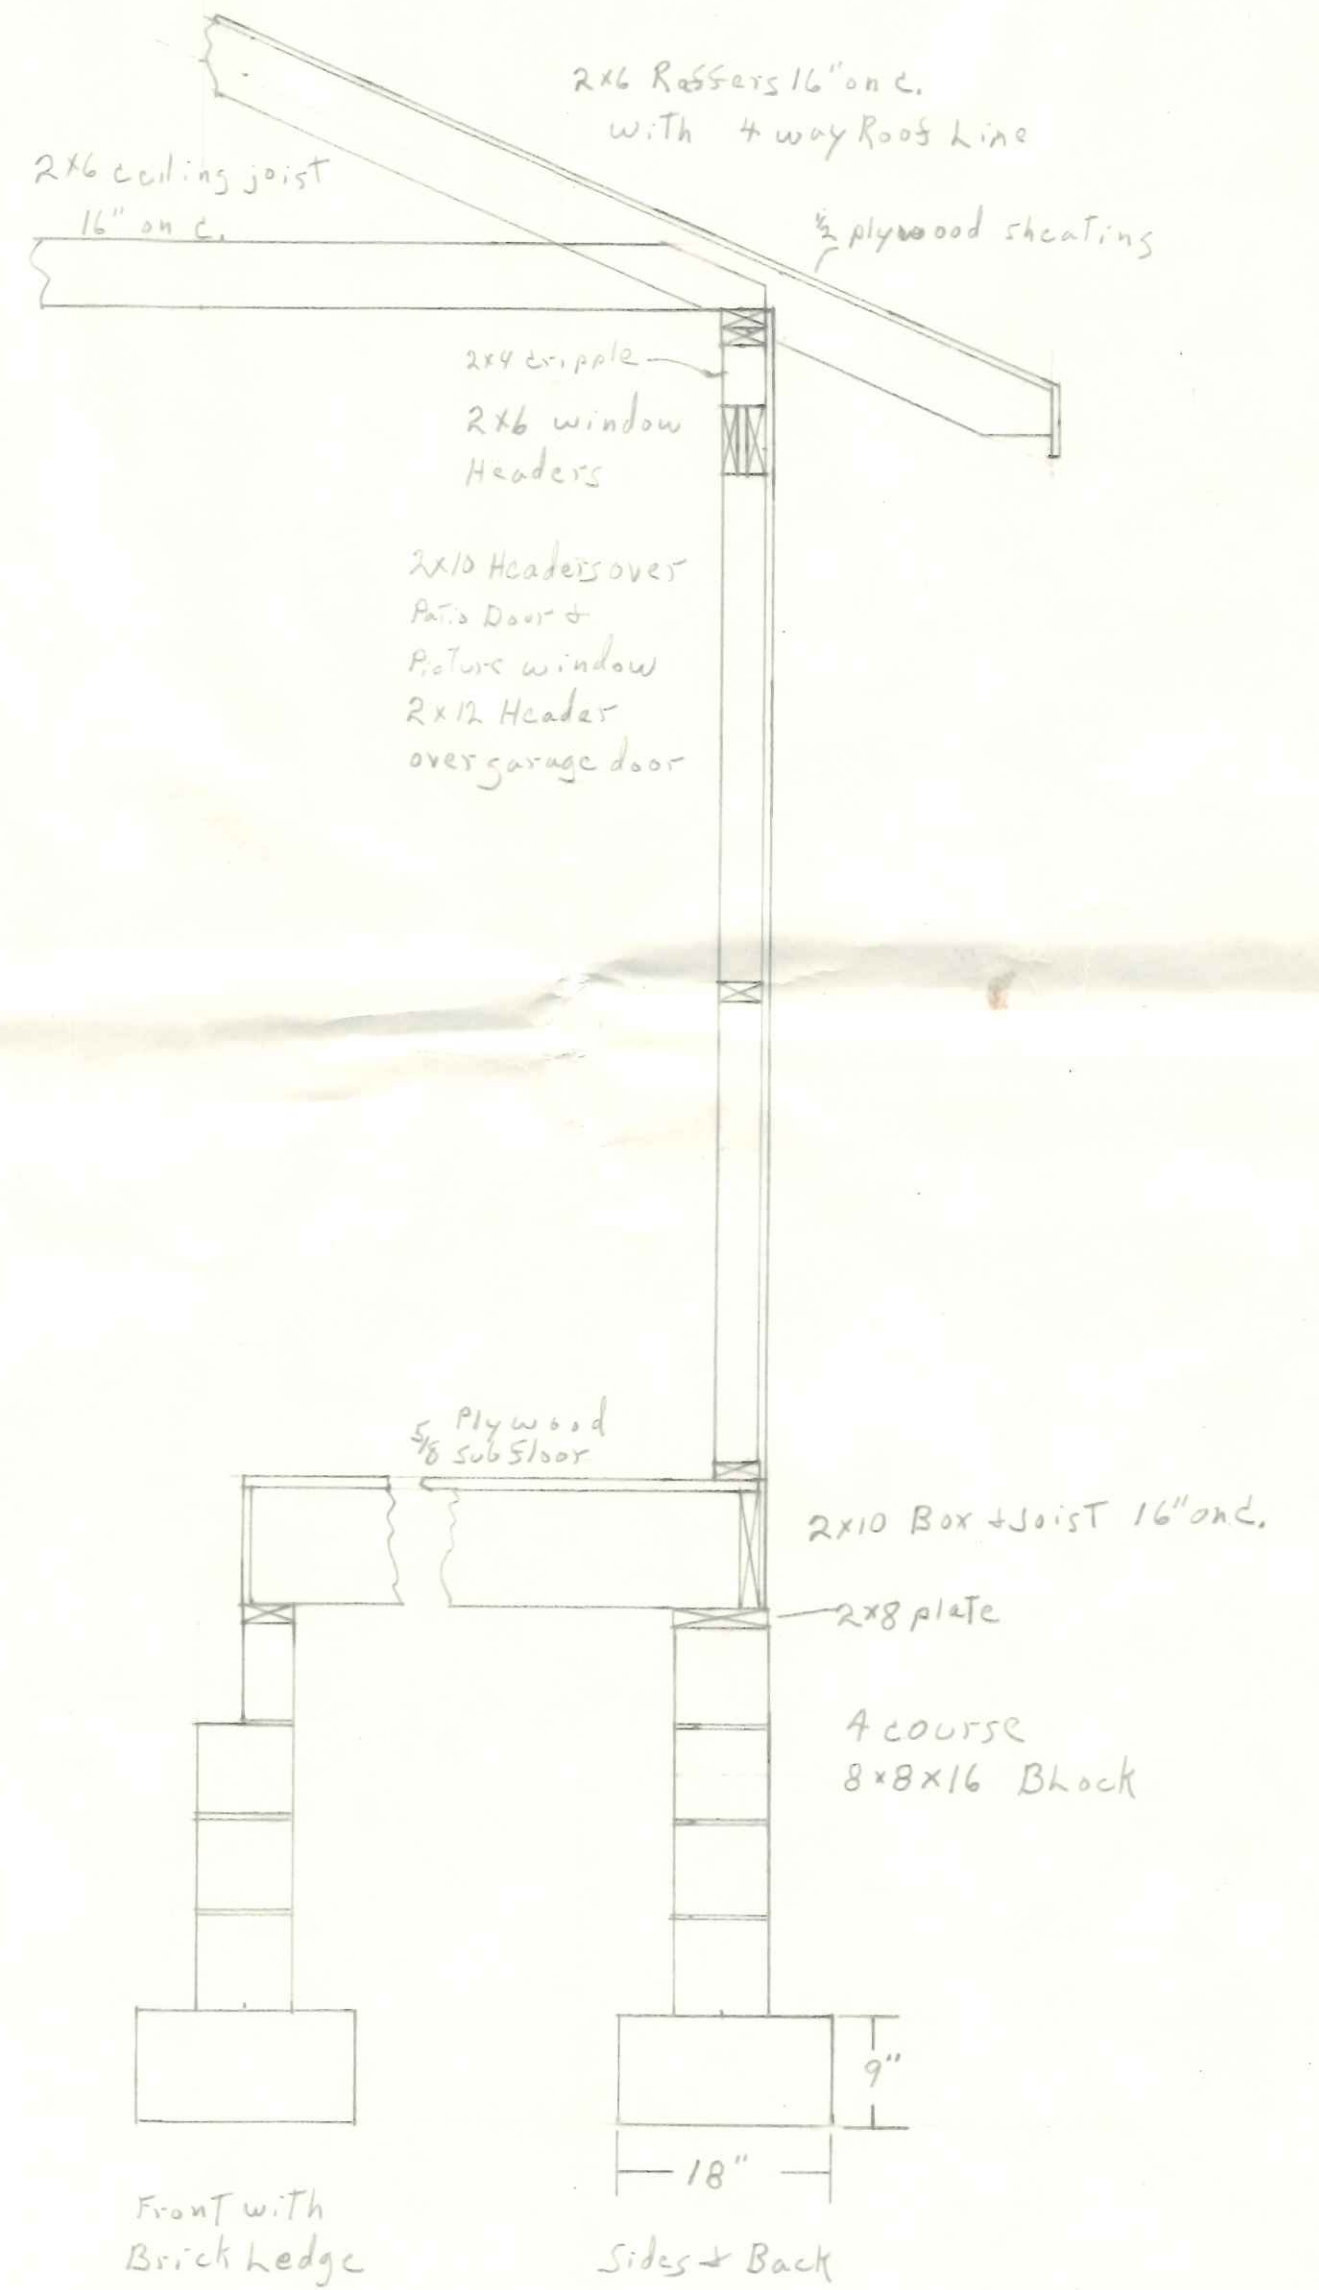 2x6 Rafters 16" on c.
with 4 way Roof Line
2x6 ceiling joist
16" on c.
1/2 plywood sheating
2x4 cripple
2x6 window
Headers
2x10 Headers over
Patio Door &
Picture window
2x12 Header
over garage door
5/8 Plywood
subfloor
2x10 Box & Joist 16" on c.
2x8 plate
4 course
8x8x16 BLock
9"
18"
Front with
Brick Ledge
Sides & Back